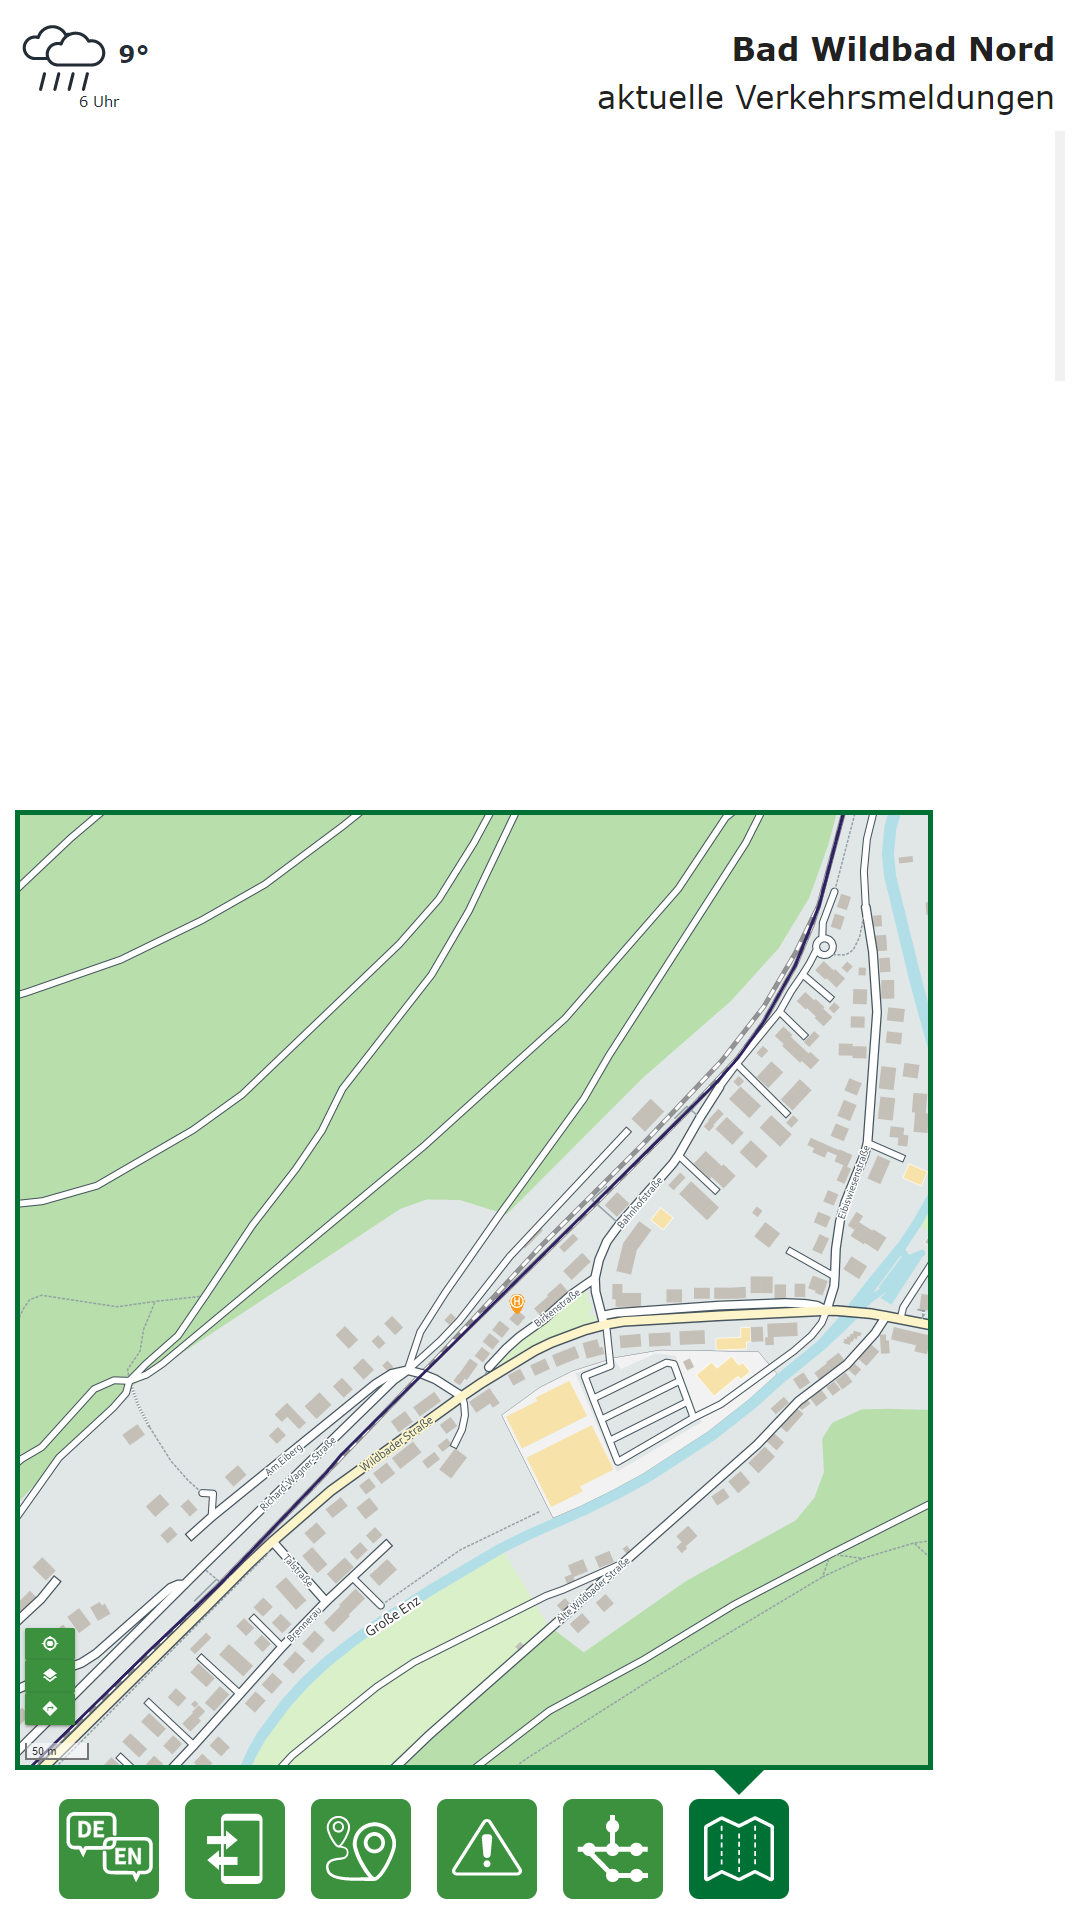 9°
6 Uhr
Bad Wildbad Nord
aktuelle Verkehrsmeldungen
Bahnhofstraße
Eibiswiesenstraße
Birkenstraße
H
Wildbader Straße
Am Eiberg
Richard-Wagner-Straße
Talstraße
Brennerau
Große Enz
Alte Wildbader Straße
50 m
DE
EN